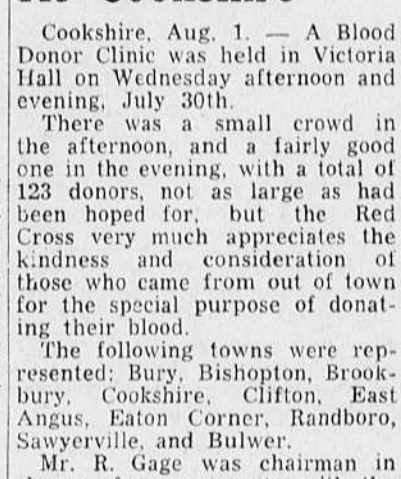 Cookshire, Aug. 1. — A Blood
Donor Clinic was held in Victoria
Hall on Wednesday afternoon and
evening, July 30th.
There was a small crowd in
the afternoon, and a fairly good
one in the evening, with a total of
123 donors, not as large as had
been hoped for, but the Red
Cross very much appreciates the
kindness and consideration of
those who came from out of town
for the special purpose of donat-
ing their blood.
The following towns were rep-
resented: Bury, Bishopton, Brook-
bury, Cookshire, Clifton, East
Angus, Eaton Corner, Randboro,
Sawyerville, and Bulwer.
Mr. R. Gage was chairman in